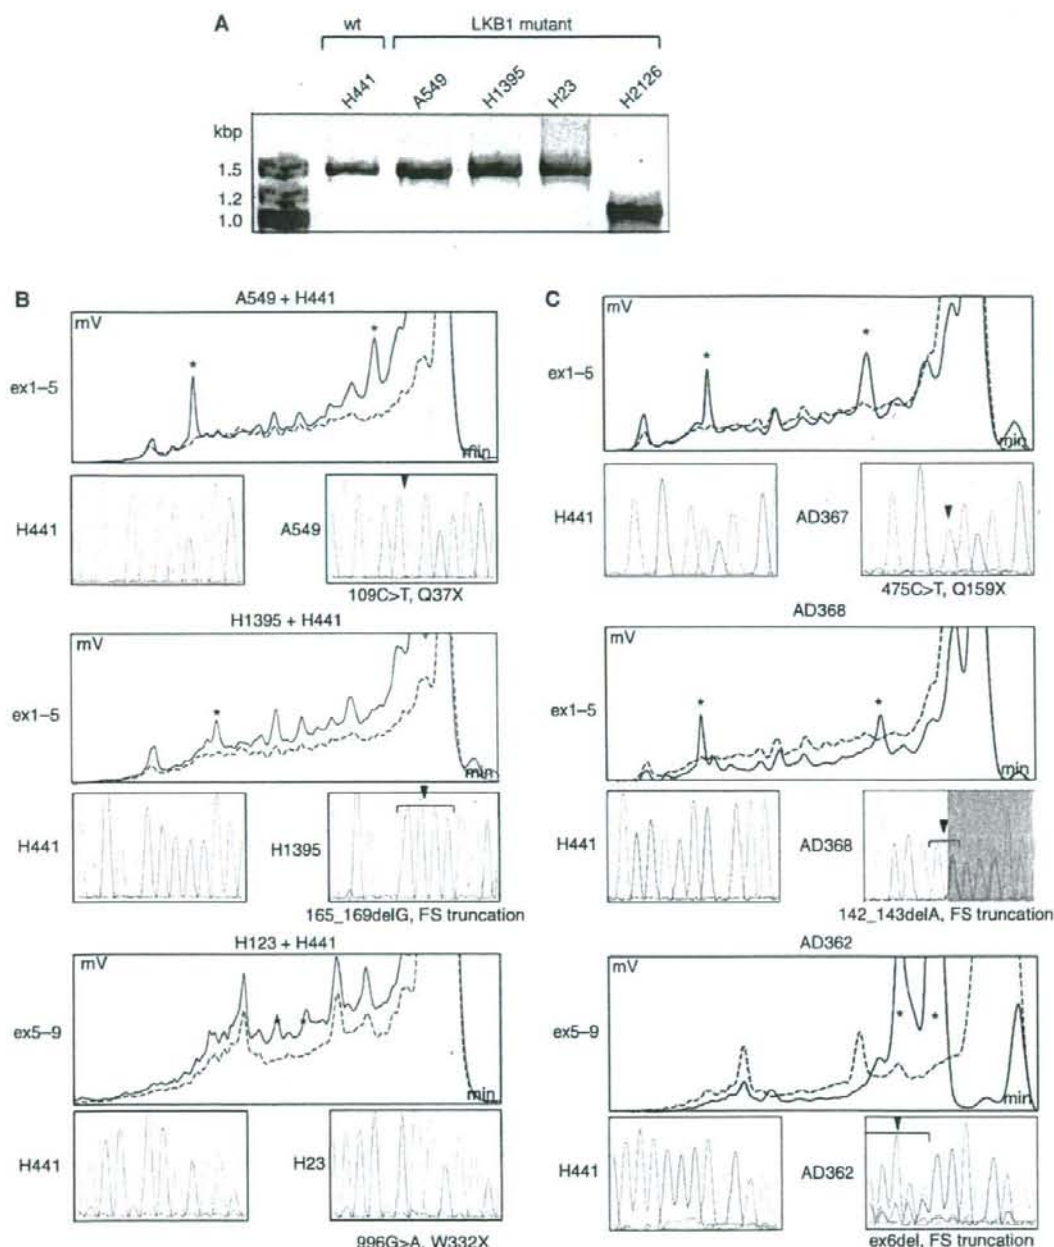 A
wt
LKB1 mutant
H441
A549
H1395
H23
H2126
kbp
1.5
1.2
1.0
B
A549 + H441
mV
*
*
ex1–5
min
H441
A549
109C>T, Q37X
H1395 + H441
mV
*
*
ex1–5
min
H441
H1395
165_169delG, FS truncation
H123 + H441
mV
*
*
ex5–9
min
H441
H23
996G>A, W332X
C
mV
*
*
ex1–5
min
H441
AD367
475C>T, Q159X
AD368
mV
*
*
ex1–5
min
H441
AD368
142_143delA, FS truncation
AD362
mV
*
*
ex5–9
min
H441
AD362
ex6del, FS truncation